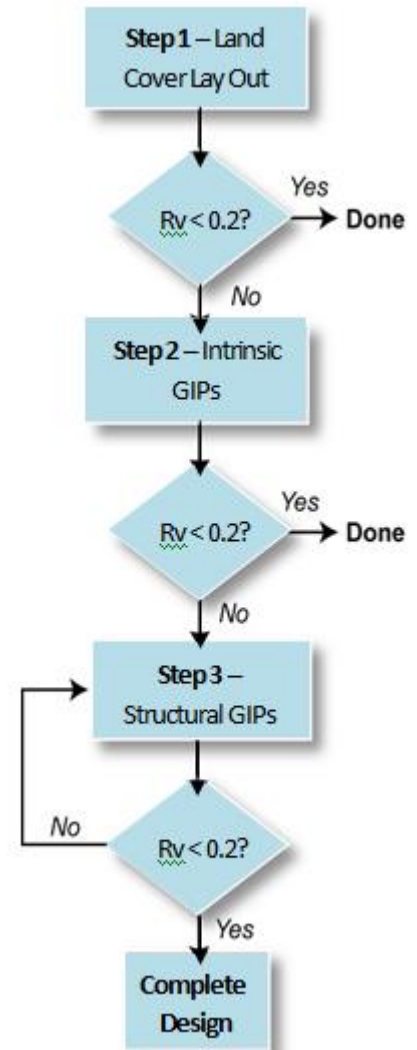 Step 1 – Land
Cover Lay Out
Rv < 0.2?
Yes
Done
No
Step 2 – Intrinsic
GIPs
Rv < 0.2?
Yes
Done
No
Step 3 –
Structural GIPs
No
Rv < 0.2?
Yes
Complete
Design